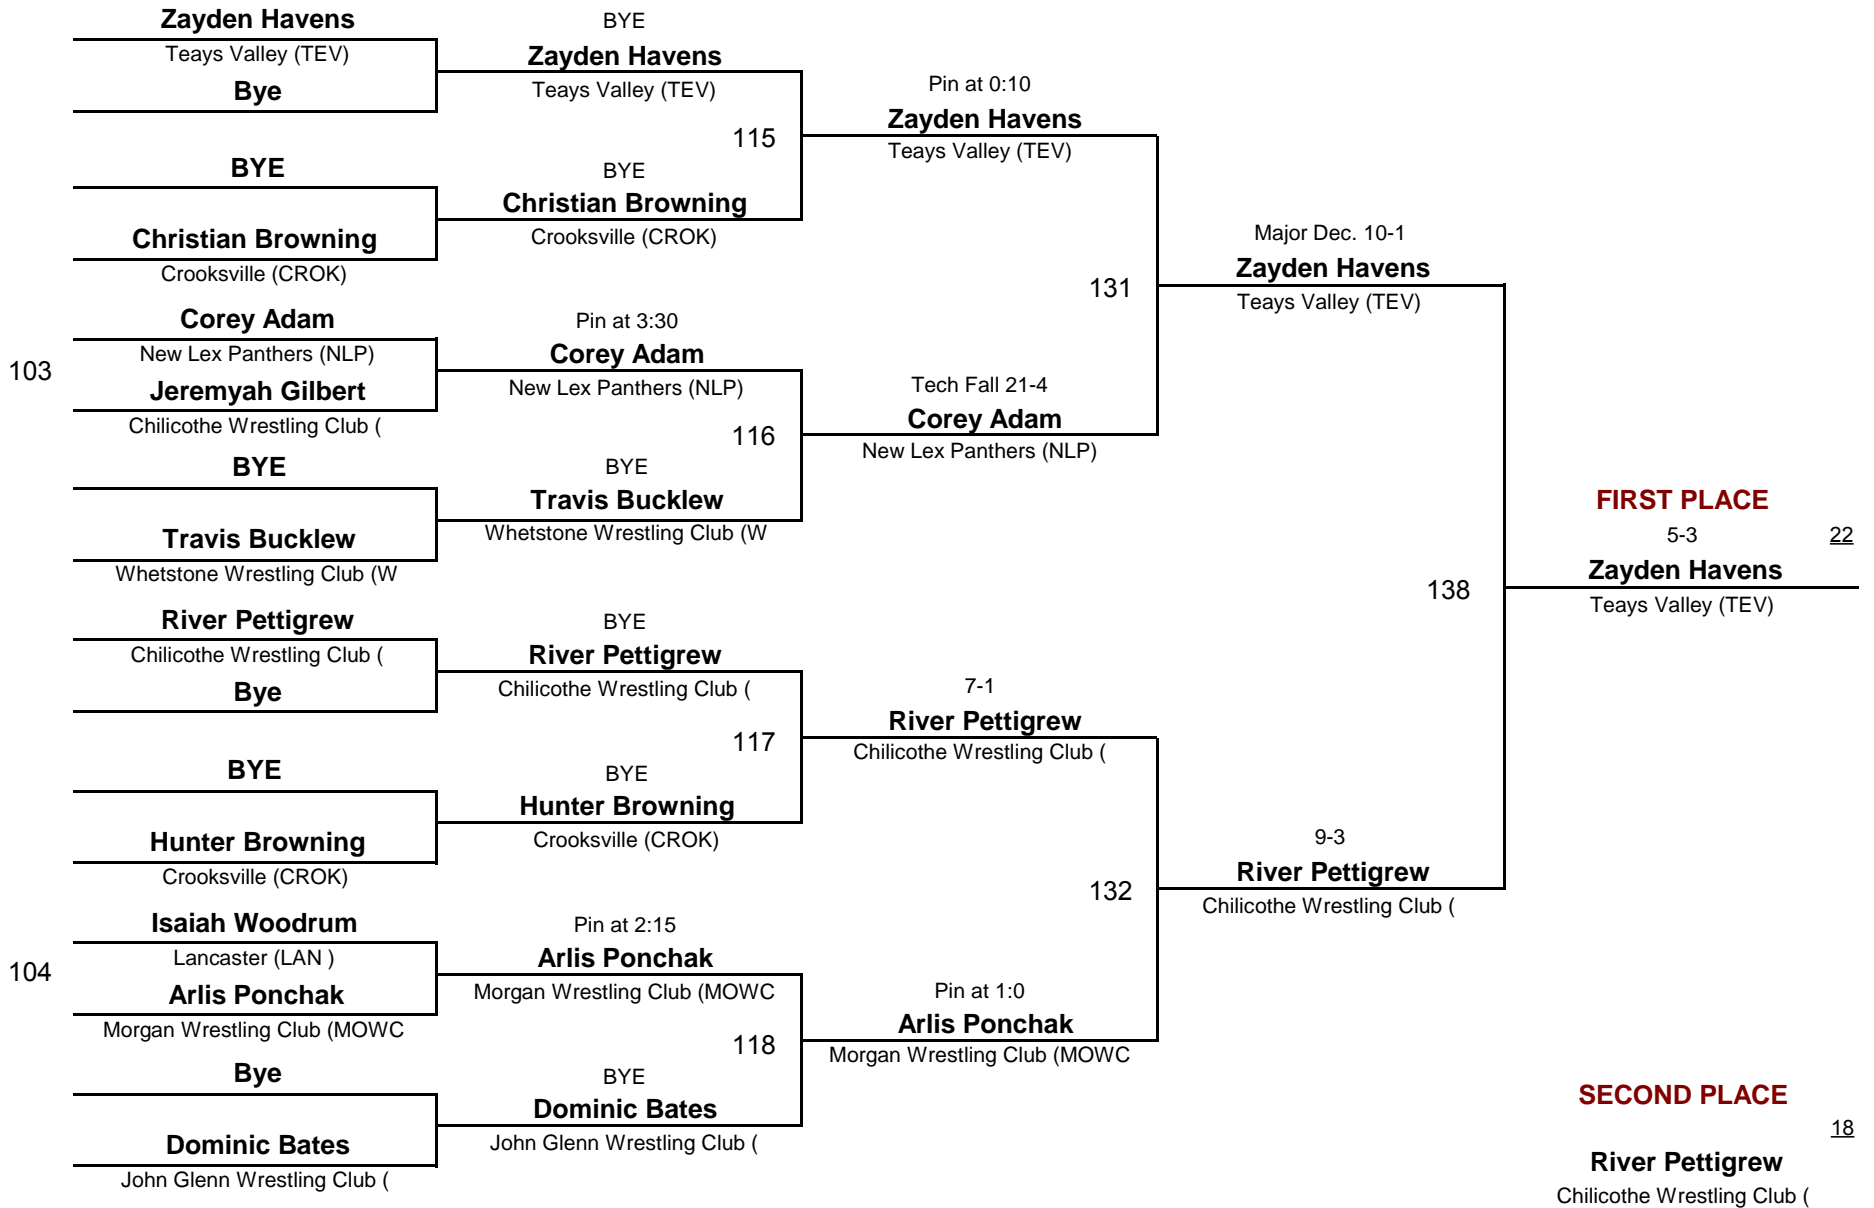 Zayden Havens
Teays Valley (TEV)
Bye
BYE
Christian Browning
Crooksville (CROK)
103
Corey Adam
New Lex Panthers (NLP)
Jeremyah Gilbert
Chilicothe Wrestling Club (
BYE
Travis Bucklew
Whetstone Wrestling Club (W
River Pettigrew
Chilicothe Wrestling Club (
Bye
BYE
Hunter Browning
Crooksville (CROK)
104
Isaiah Woodrum
Lancaster (LAN )
Arlis Ponchak
Morgan Wrestling Club (MOWC
Bye
Dominic Bates
John Glenn Wrestling Club (
BYE
Zayden Havens
Teays Valley (TEV)
115
BYE
Christian Browning
Crooksville (CROK)
Pin at 3:30
Corey Adam
New Lex Panthers (NLP)
116
BYE
Travis Bucklew
Whetstone Wrestling Club (W
BYE
River Pettigrew
Chilicothe Wrestling Club (
117
BYE
Hunter Browning
Crooksville (CROK)
Pin at 2:15
Arlis Ponchak
Morgan Wrestling Club (MOWC
118
BYE
Dominic Bates
John Glenn Wrestling Club (
Pin at 0:10
Zayden Havens
Teays Valley (TEV)
131
Tech Fall 21-4
Corey Adam
New Lex Panthers (NLP)
7-1
River Pettigrew
Chilicothe Wrestling Club (
132
Pin at 1:0
Arlis Ponchak
Morgan Wrestling Club (MOWC
Major Dec. 10-1
Zayden Havens
Teays Valley (TEV)
138
9-3
River Pettigrew
Chilicothe Wrestling Club (
FIRST PLACE
5-3
22
Zayden Havens
Teays Valley (TEV)
SECOND PLACE
18
River Pettigrew
Chilicothe Wrestling Club (